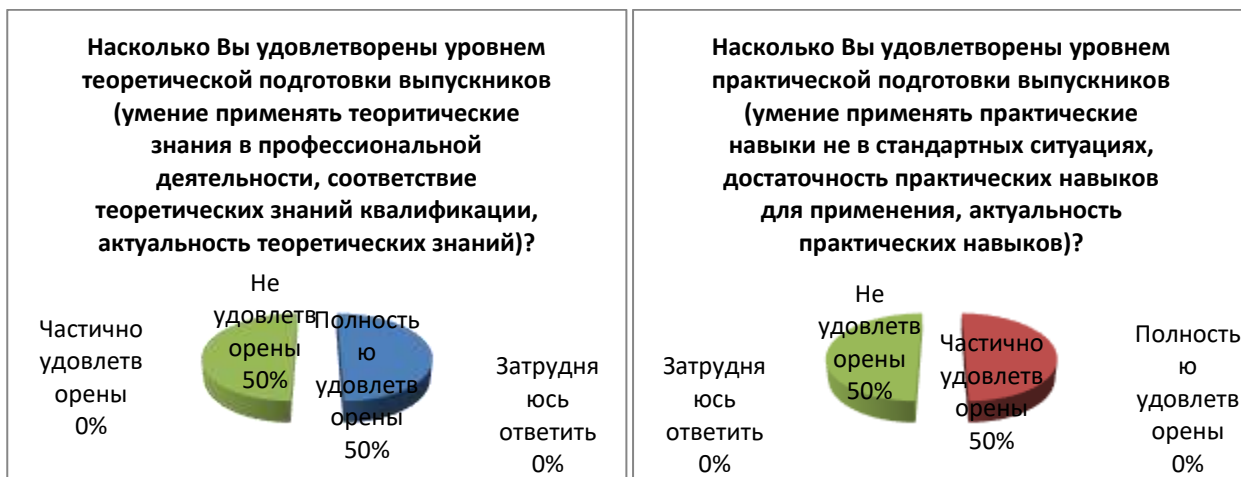 Насколько Вы удовлетворены уровнем
теоретической подготовки выпускников
(умение применять теоритические
знания в профессиональной
деятельности, соответствие
теоретических знаний квалификации,
актуальность теоретических знаний)?
Не
удовлетв
орены
50%
Полность
ю
удовлетв
орены
50%
Частично
удовлетв
орены
0%
Затрудня
юсь
ответить
0%
Насколько Вы удовлетворены уровнем
практической подготовки выпускников
(умение применять практические
навыки не в стандартных ситуациях,
достаточность практических навыков
для применения, актуальность
практических навыков)?
Не
удовлетв
орены
50%
Частично
удовлетв
орены
50%
Затрудня
юсь
ответить
0%
Полность
ю
удовлетв
орены
0%